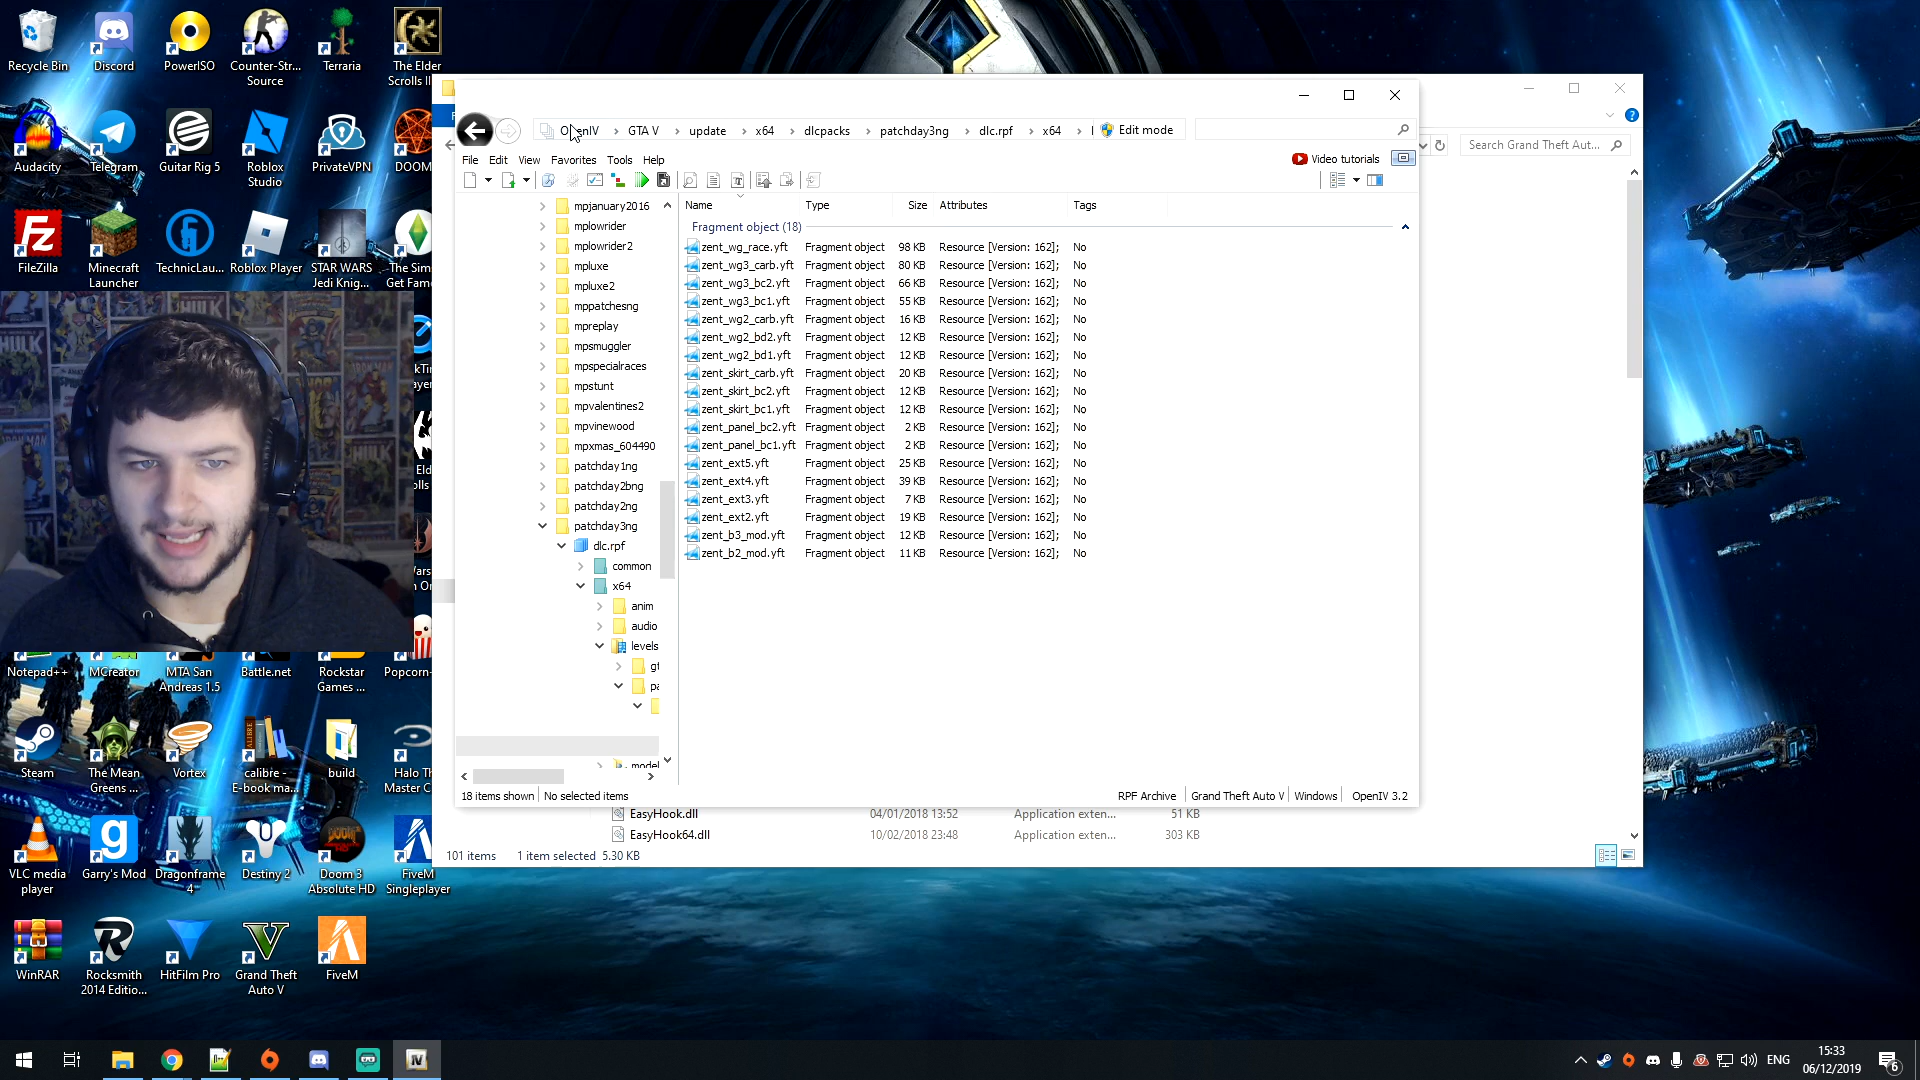 Recycle Bin
Discord
PowerISO
Counter-Str... Source
Terraria
The Elder Scrolls II
Audacity
Telegram
Guitar Rig 5
Roblox Studio
PrivateVPN
DOOM
FileZilla
Minecraft Launcher
TechnicLau...
Roblox Player
STAR WARS Jedi Knig...
The Sim
Get Fam
HULK
IRON MAN
Notepad++
MCreator
MTA San Andreas 1.5
Battle.net
Rockstar Games ...
Popcorn-
Steam
The Mean Greens ...
Vortex
calibre - E-book ma...
build
Halo Th
Master C
VLC media player
Garry's Mod
Dragonframe 4
Destiny 2
Doom 3 Absolute HD
FiveM Singleplayer
WinRAR
Rocksmith 2014 Editio...
HitFilm Pro
Grand Theft Auto V
FiveM
OpenIV
GTA V
update
x64
dlcpacks
patchday3ng
dlc.rpf
x64
Edit mode
File Edit View Favorites Tools Help
Video tutorials
Search Grand Theft Aut...
mpjanuary2016
mplowrider
mplowrider2
mpluxe
mpluxe2
mppatchesng
mpreplay
mpsmuggler
mpspecialraces
mpstunt
mpvalentines2
mpvinewood
mpxmas_604490
patchday1ng
patchday2bng
patchday2ng
patchday3ng
dlc.rpf
common
x64
anim
audio
levels
gt
pa
model
Name Type Size Attributes Tags
Fragment object (18)
zent_wg_race.yft Fragment object 98 KB Resource [Version: 162]; No
zent_wg3_carb.yft Fragment object 80 KB Resource [Version: 162]; No
zent_wg3_bc2.yft Fragment object 66 KB Resource [Version: 162]; No
zent_wg3_bc1.yft Fragment object 55 KB Resource [Version: 162]; No
zent_wg2_carb.yft Fragment object 16 KB Resource [Version: 162]; No
zent_wg2_bd2.yft Fragment object 12 KB Resource [Version: 162]; No
zent_wg2_bd1.yft Fragment object 12 KB Resource [Version: 162]; No
zent_skirt_carb.yft Fragment object 20 KB Resource [Version: 162]; No
zent_skirt_bc2.yft Fragment object 12 KB Resource [Version: 162]; No
zent_skirt_bc1.yft Fragment object 12 KB Resource [Version: 162]; No
zent_panel_bc2.yft Fragment object 2 KB Resource [Version: 162]; No
zent_panel_bc1.yft Fragment object 2 KB Resource [Version: 162]; No
zent_ext5.yft Fragment object 25 KB Resource [Version: 162]; No
zent_ext4.yft Fragment object 39 KB Resource [Version: 162]; No
zent_ext3.yft Fragment object 7 KB Resource [Version: 162]; No
zent_ext2.yft Fragment object 19 KB Resource [Version: 162]; No
zent_b3_mod.yft Fragment object 12 KB Resource [Version: 162]; No
zent_b2_mod.yft Fragment object 11 KB Resource [Version: 162]; No
18 items shown No selected items RPF Archive Grand Theft Auto V Windows OpenIV 3.2
EasyHook.dll 04/01/2018 13:52 Application exten... 51 KB
EasyHook64.dll 10/02/2018 23:48 Application exten... 303 KB
101 items 1 item selected 5.30 KB
ENG
15:33
06/12/2019
6